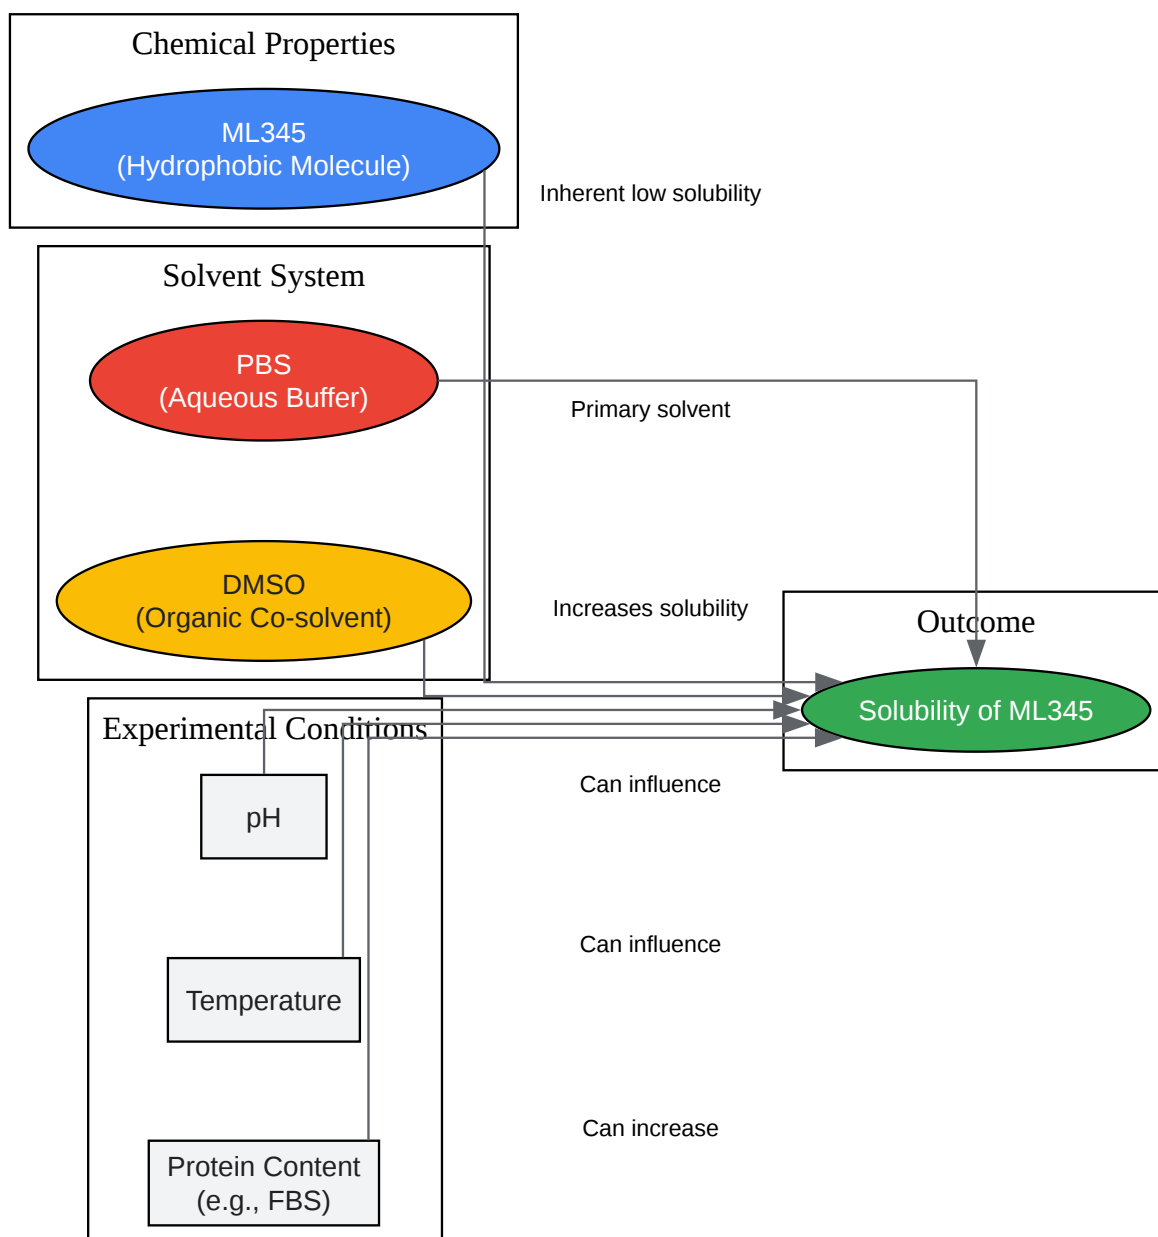 Chemical Properties
ML345
(Hydrophobic Molecule)
Inherent low solubility
Solvent System
PBS
(Aqueous Buffer)
Primary solvent
DMSO
(Organic Co-solvent)
Increases solubility
Outcome
Solubility of ML345
Experimental Conditions
pH
Can influence
Temperature
Can influence
Protein Content
(e.g., FBS)
Can increase